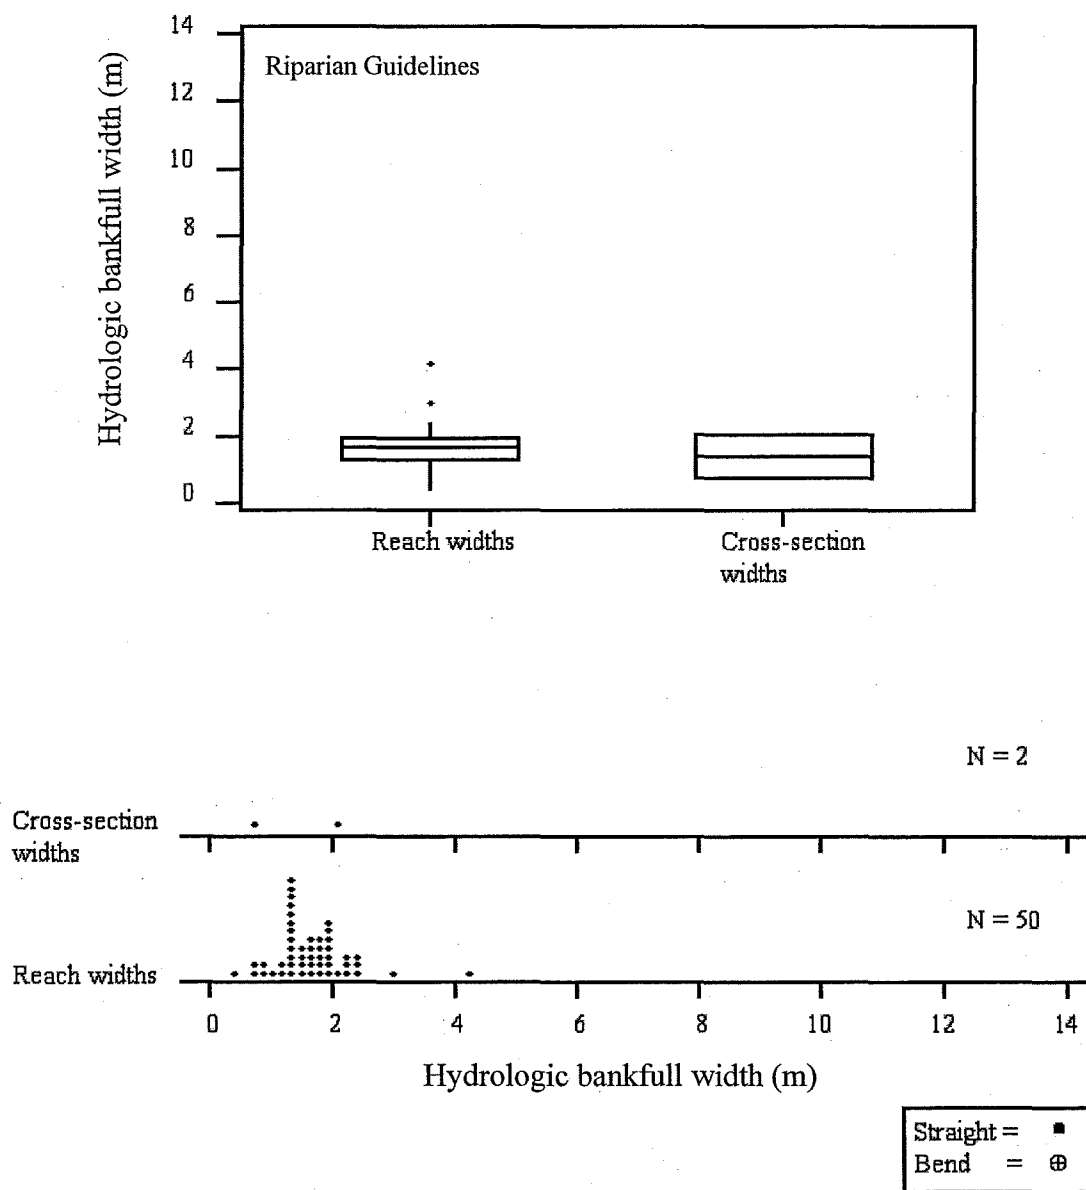 Hydrologic bankfull width (m)
14
12
10
8
6
4
2
0
Riparian Guidelines
Reach widths
Cross-section
widths
N = 2
Cross-section
widths
N = 50
Reach widths
0 2 4 6 8 10 12 14
Hydrologic bankfull width (m)
Straight = ■
Bend = ⊕